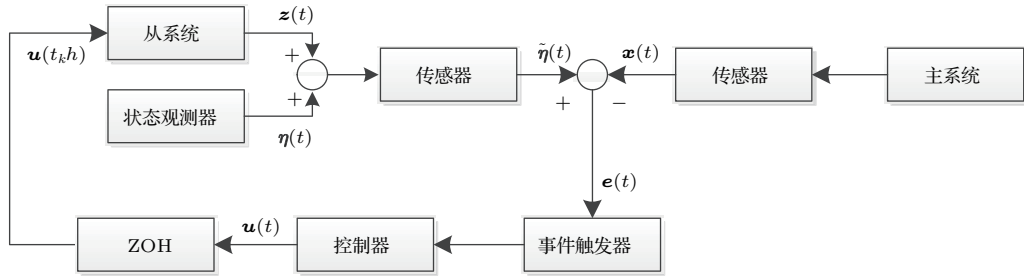 从系统
z(t)
u(t_k h)
+
+
状态观测器
η(t)
传感器
η̃(t)
x(t)
+
−
传感器
主系统
e(t)
ZOH
u(t)
控制器
事件触发器